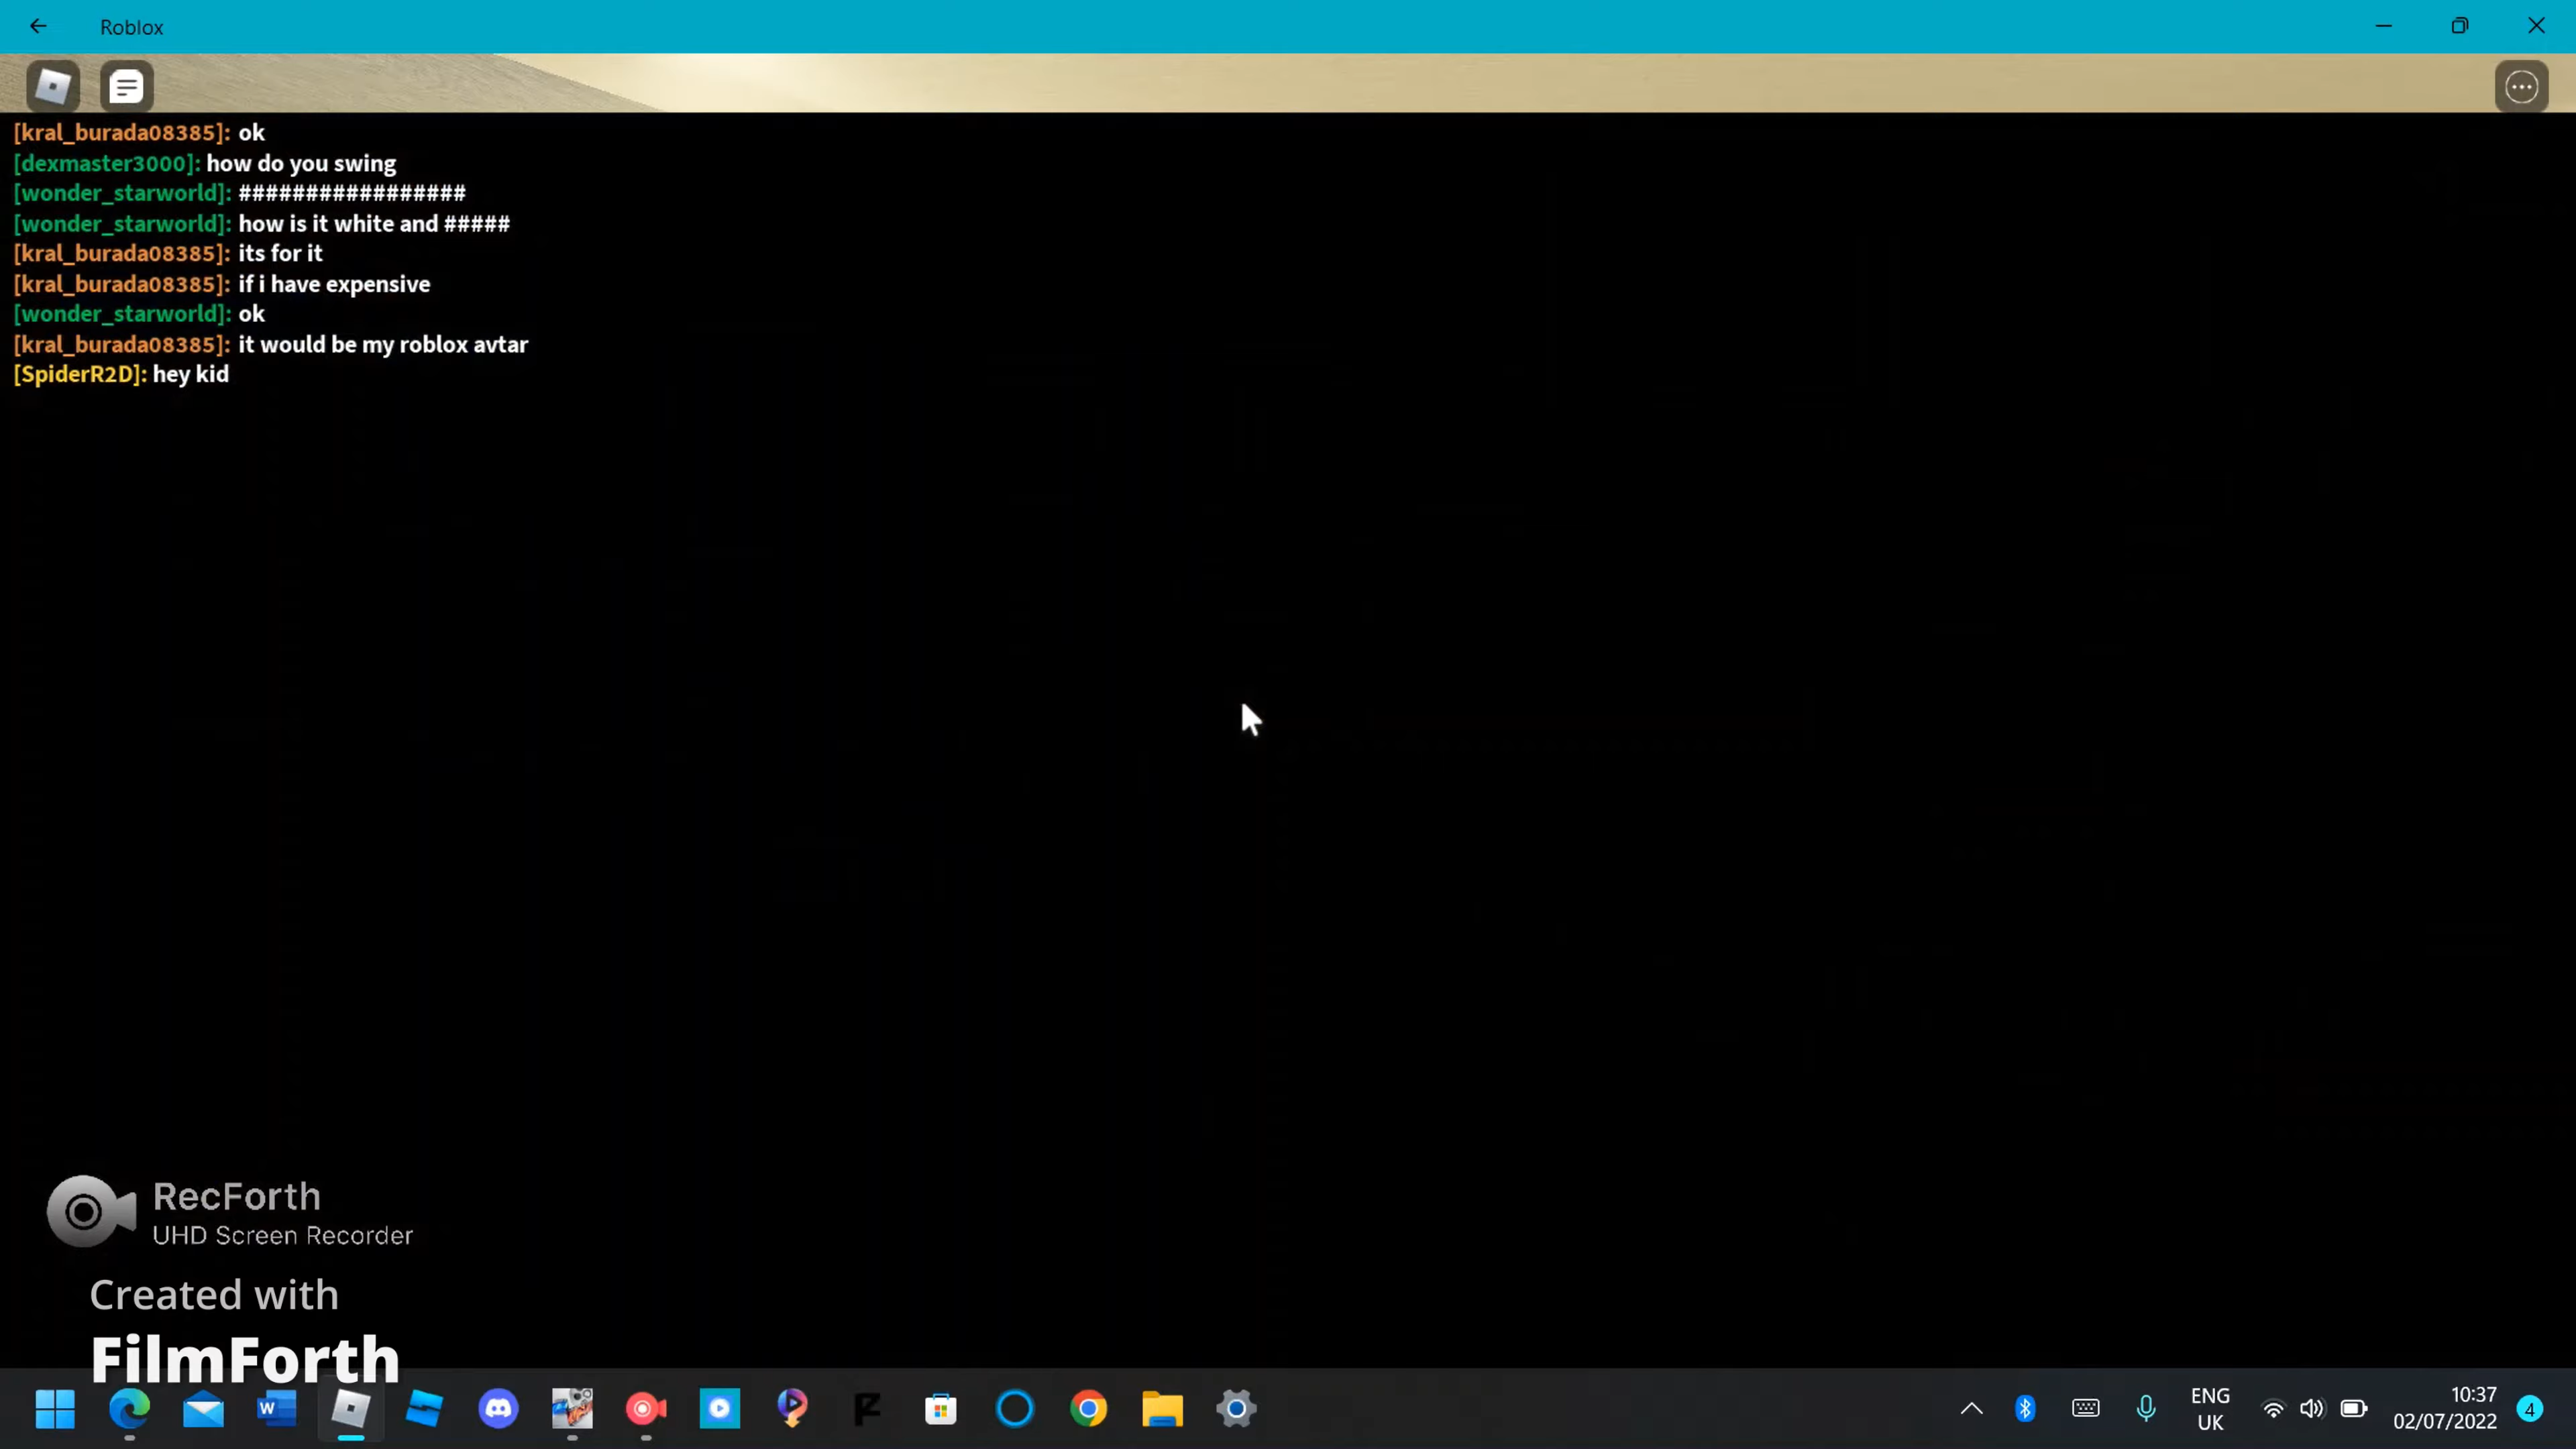 Roblox
[kral_burada08385]: ok
[dexmaster3000]: how do you swing
[wonder_starworld]: #################
[wonder_starworld]: how is it white and #####
[kral_burada08385]: its for it
[kral_burada08385]: if i have expensive
[wonder_starworld]: ok
[kral_burada08385]: it would be my roblox avtar
[SpiderR2D]: hey kid
RecForth
UHD Screen Recorder
Created with
FilmForth
W
ENG
UK
10:37
02/07/2022
4